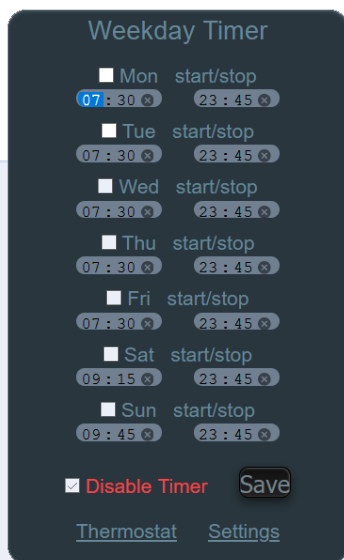 Weekday Timer
Mon start/stop
07:30 23:45
Tue start/stop
07:30 23:45
Wed start/stop
07:30 23:45
Thu start/stop
07:30 23:45
Fri start/stop
07:30 23:45
Sat start/stop
09:15 23:45
Sun start/stop
09:45 23:45
Disable Timer Save
Thermostat Settings